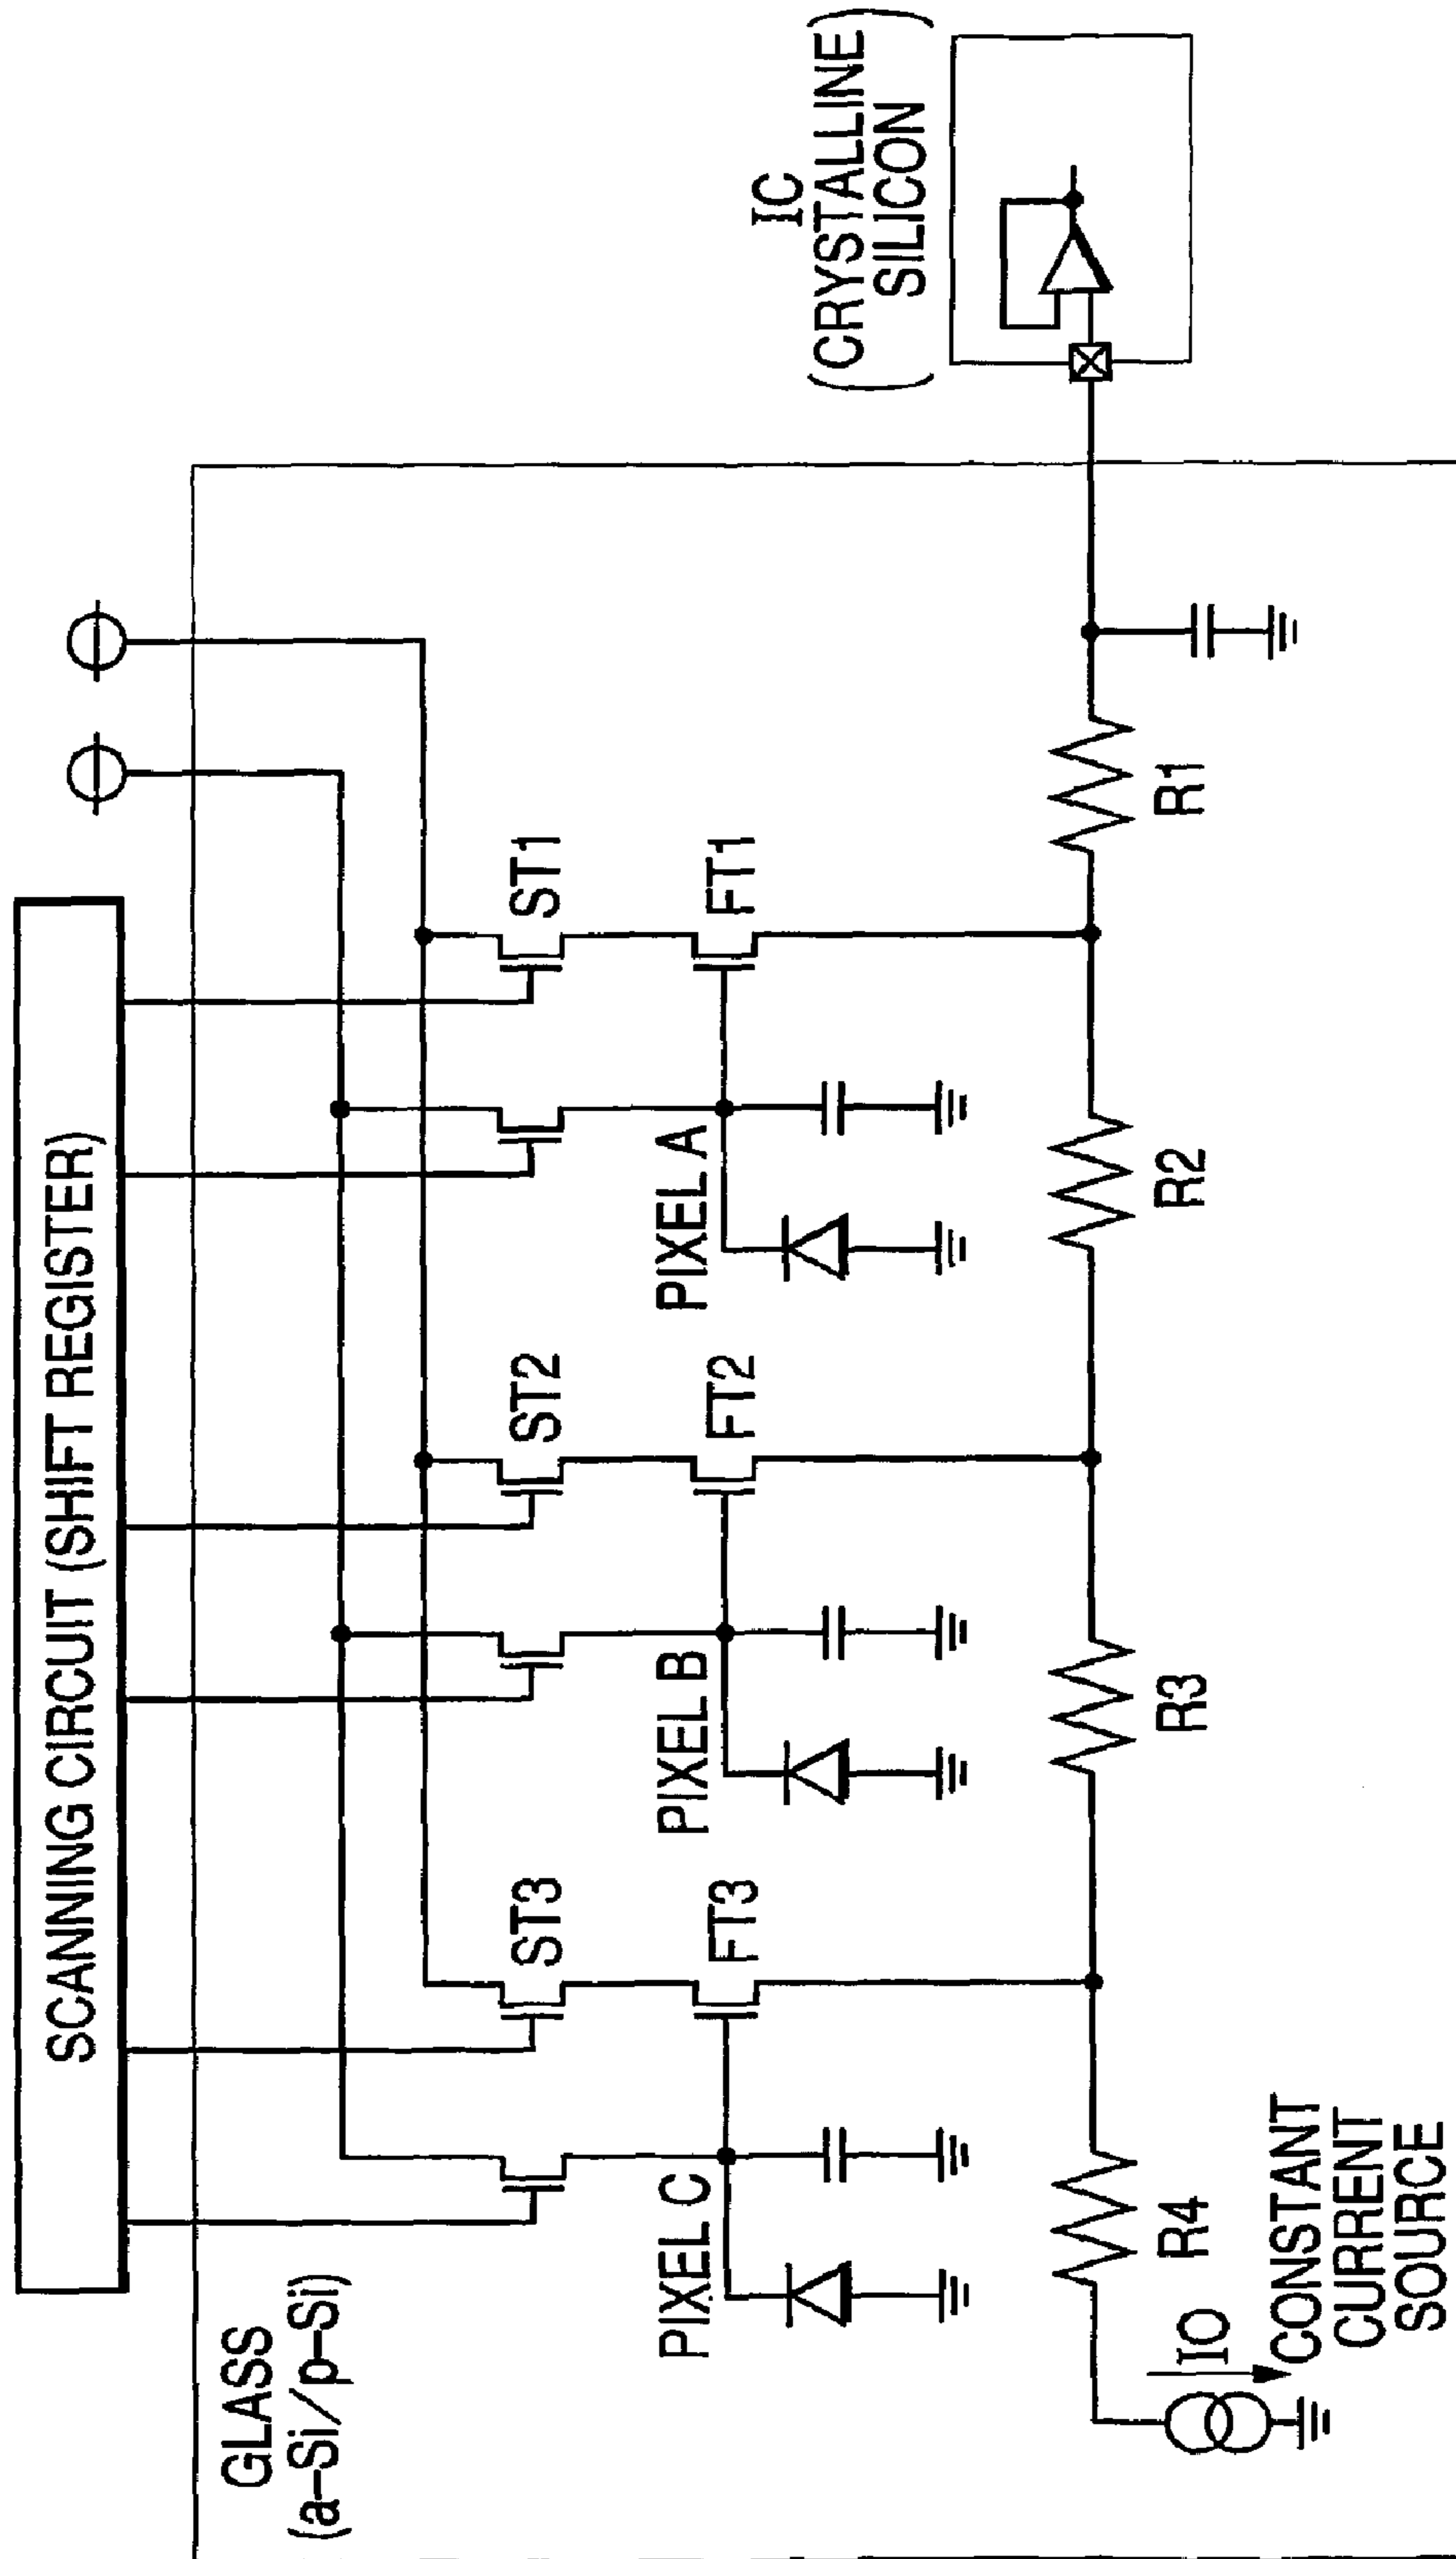 SCANNING CIRCUIT (SHIFT REGISTER)
GLASS
(a-Si/p-Si)
ST3
ST2
ST1
FT3
FT2
FT1
PIXEL C
PIXEL B
PIXEL A
IC
(CRYSTALLINE
SILICON)
R4
R3
R2
R1
IO
CONSTANT
CURRENT
SOURCE